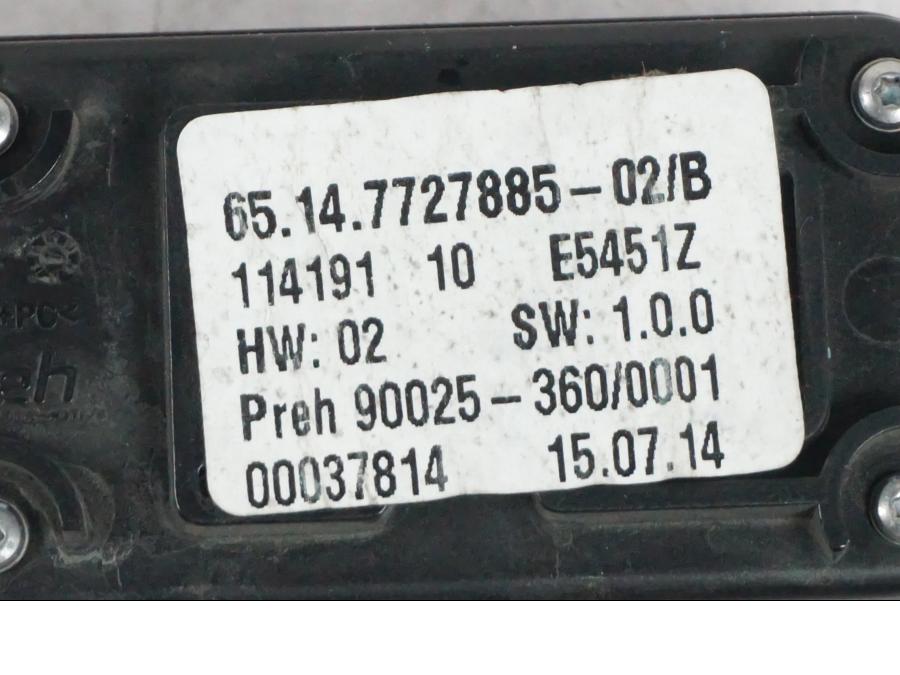 65.14.7727885-02/B
114191 10 E5451Z
HW: 02 SW: 1.0.0
Preh 90025-360/0001
00037814 15.07.14